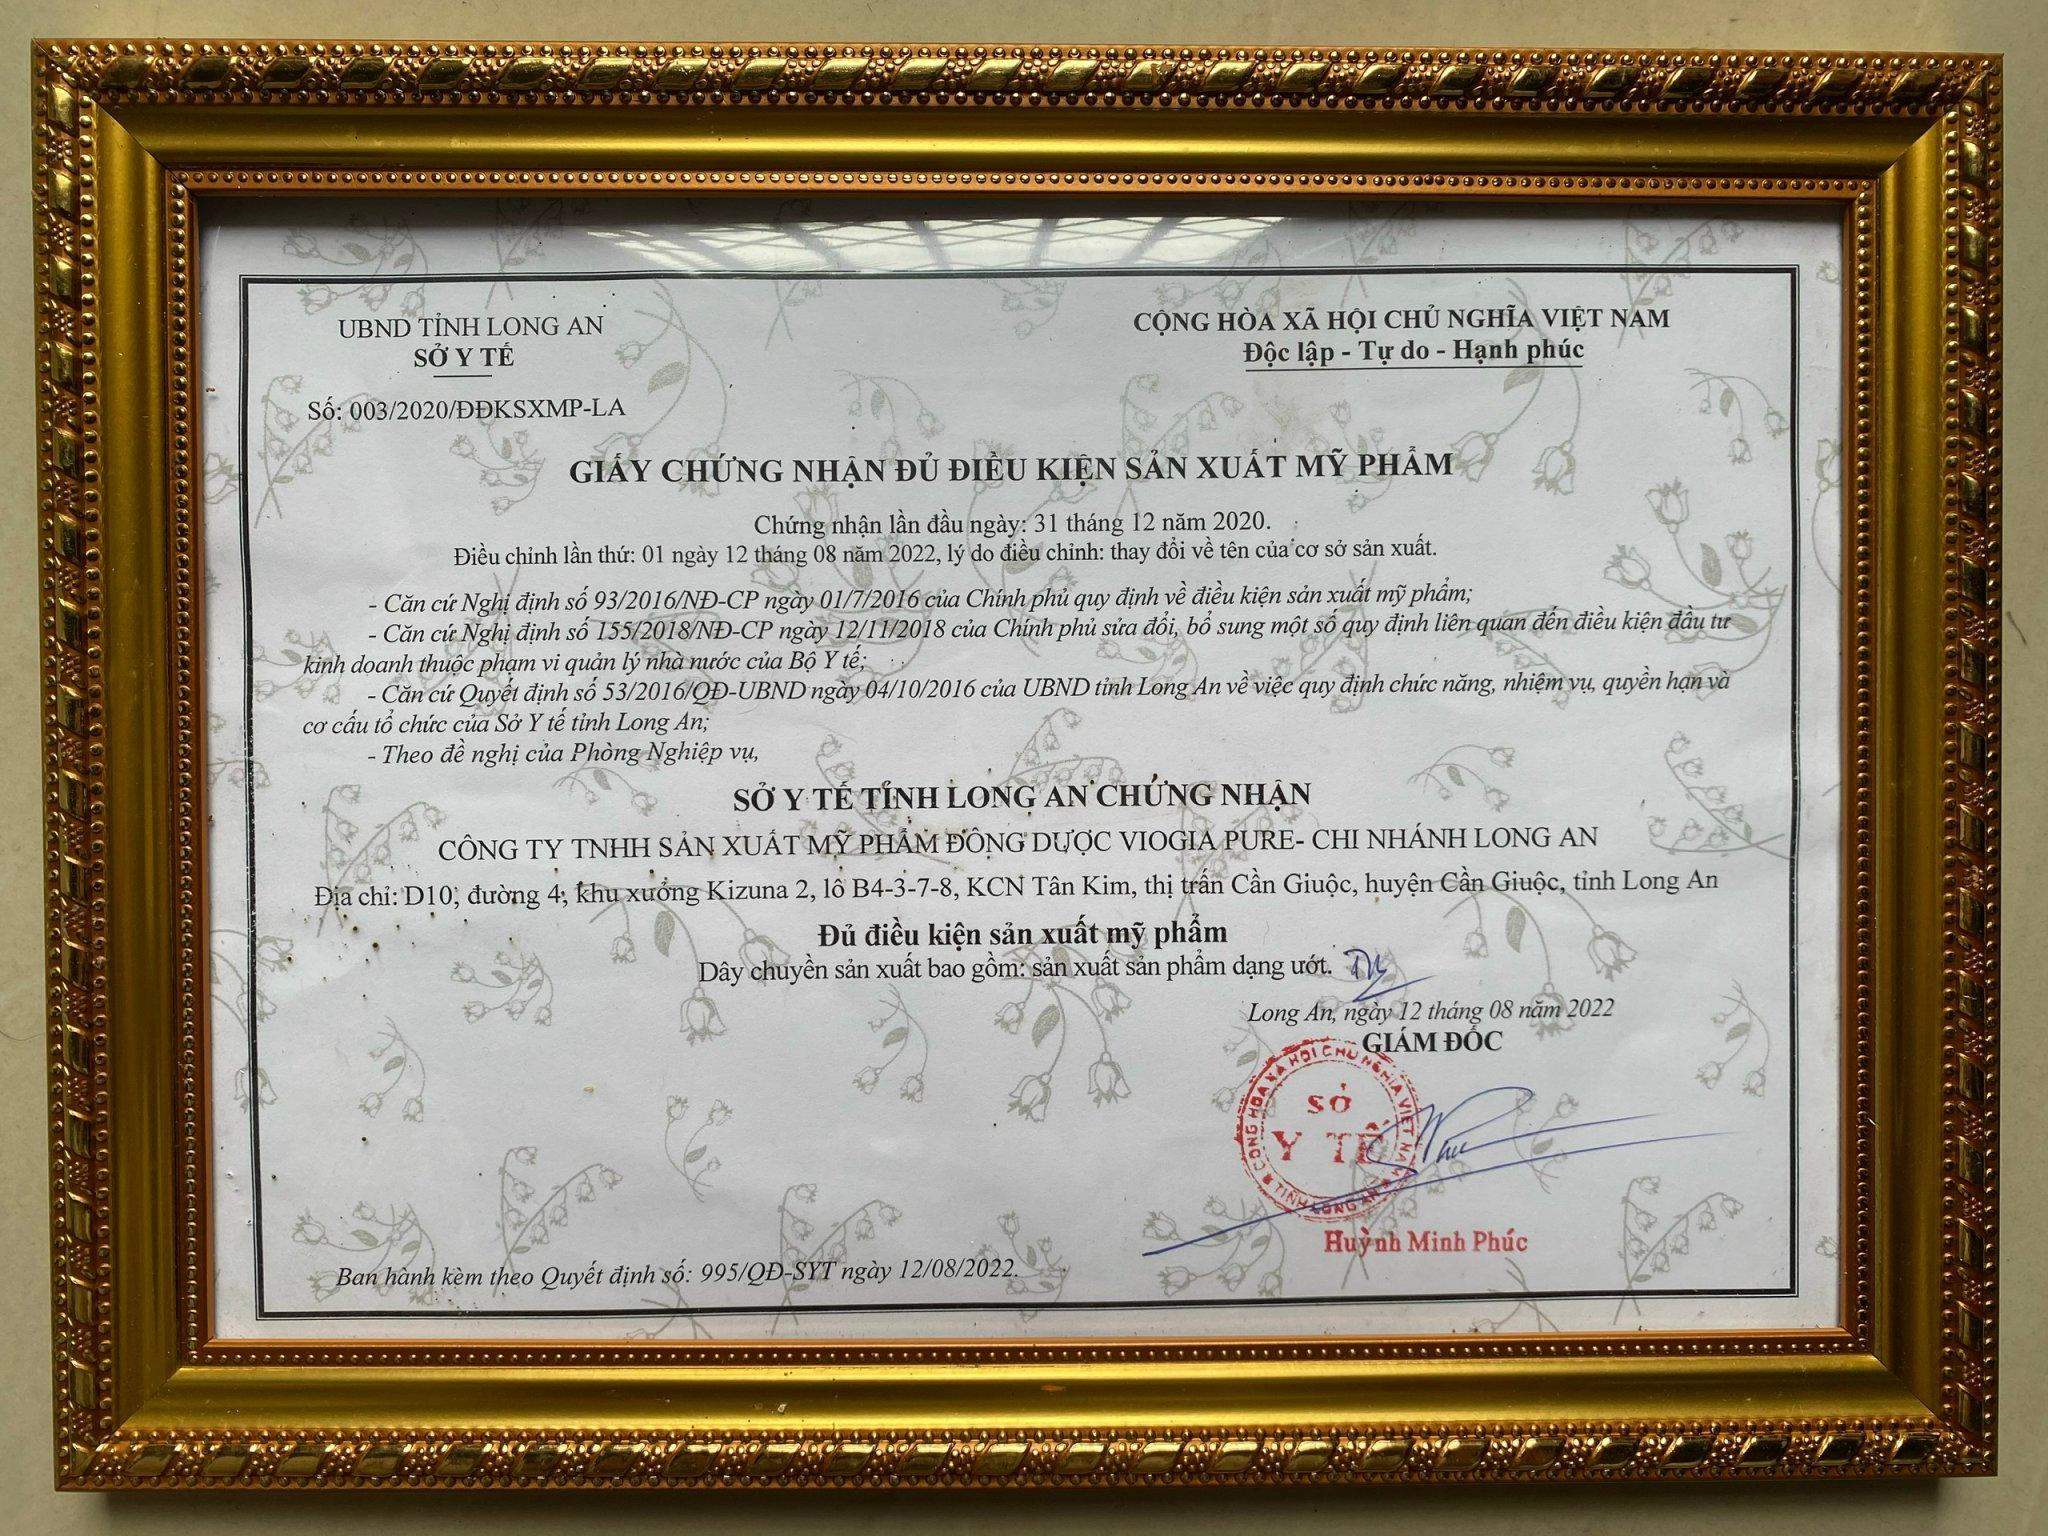 UBND TỈNH LONG AN
SỞ Y TẾ
CỘNG HÒA XÃ HỘI CHỦ NGHĨA VIỆT NAM
Độc lập - Tự do - Hạnh phúc
Số: 003/2020/ĐĐKSXMP-LA
GIẤY CHỨNG NHẬN ĐỦ ĐIỀU KIỆN SẢN XUẤT MỸ PHẨM
Chứng nhận lần đầu ngày: 31 tháng 12 năm 2020.
Điều chỉnh lần thứ: 01 ngày 12 tháng 08 năm 2022, lý do điều chỉnh: thay đổi về tên của cơ sở sản xuất.
- Căn cứ Nghị định số 93/2016/NĐ-CP ngày 01/7/2016 của Chính phủ quy định về điều kiện sản xuất mỹ phẩm;
- Căn cứ Nghị định số 155/2018/NĐ-CP ngày 12/11/2018 của Chính phủ sửa đổi, bổ sung một số quy định liên quan đến điều kiện đầu tư
kinh doanh thuộc phạm vi quản lý nhà nước của Bộ Y tế;
- Căn cứ Quyết định số 53/2016/QĐ-UBND ngày 04/10/2016 của UBND tỉnh Long An về việc quy định chức năng, nhiệm vụ, quyền hạn và
cơ cấu tổ chức của Sở Y tế tỉnh Long An;
- Theo đề nghị của Phòng Nghiệp vụ,
SỞ Y TẾ TỈNH LONG AN CHỨNG NHẬN
CÔNG TY TNHH SẢN XUẤT MỸ PHẨM ĐÔNG DƯỢC VIOGIA PURE- CHI NHÁNH LONG AN
Địa chỉ: D10, đường 4, khu xưởng Kizuna 2, lô B4-3-7-8, KCN Tân Kim, thị trấn Cần Giuộc, huyện Cần Giuộc, tỉnh Long An
Đủ điều kiện sản xuất mỹ phẩm
Dây chuyền sản xuất bao gồm: sản xuất sản phẩm dạng ướt.
Long An, ngày 12 tháng 08 năm 2022
GIÁM ĐỐC
CỘNG HÒA XÃ HỘI CHỦ NGHĨA VIỆT NAM
SỞ
Y TẾ
TỈNH LONG AN
Huỳnh Minh Phúc
Ban hành kèm theo Quyết định số: 995/QĐ-SYT ngày 12/08/2022.